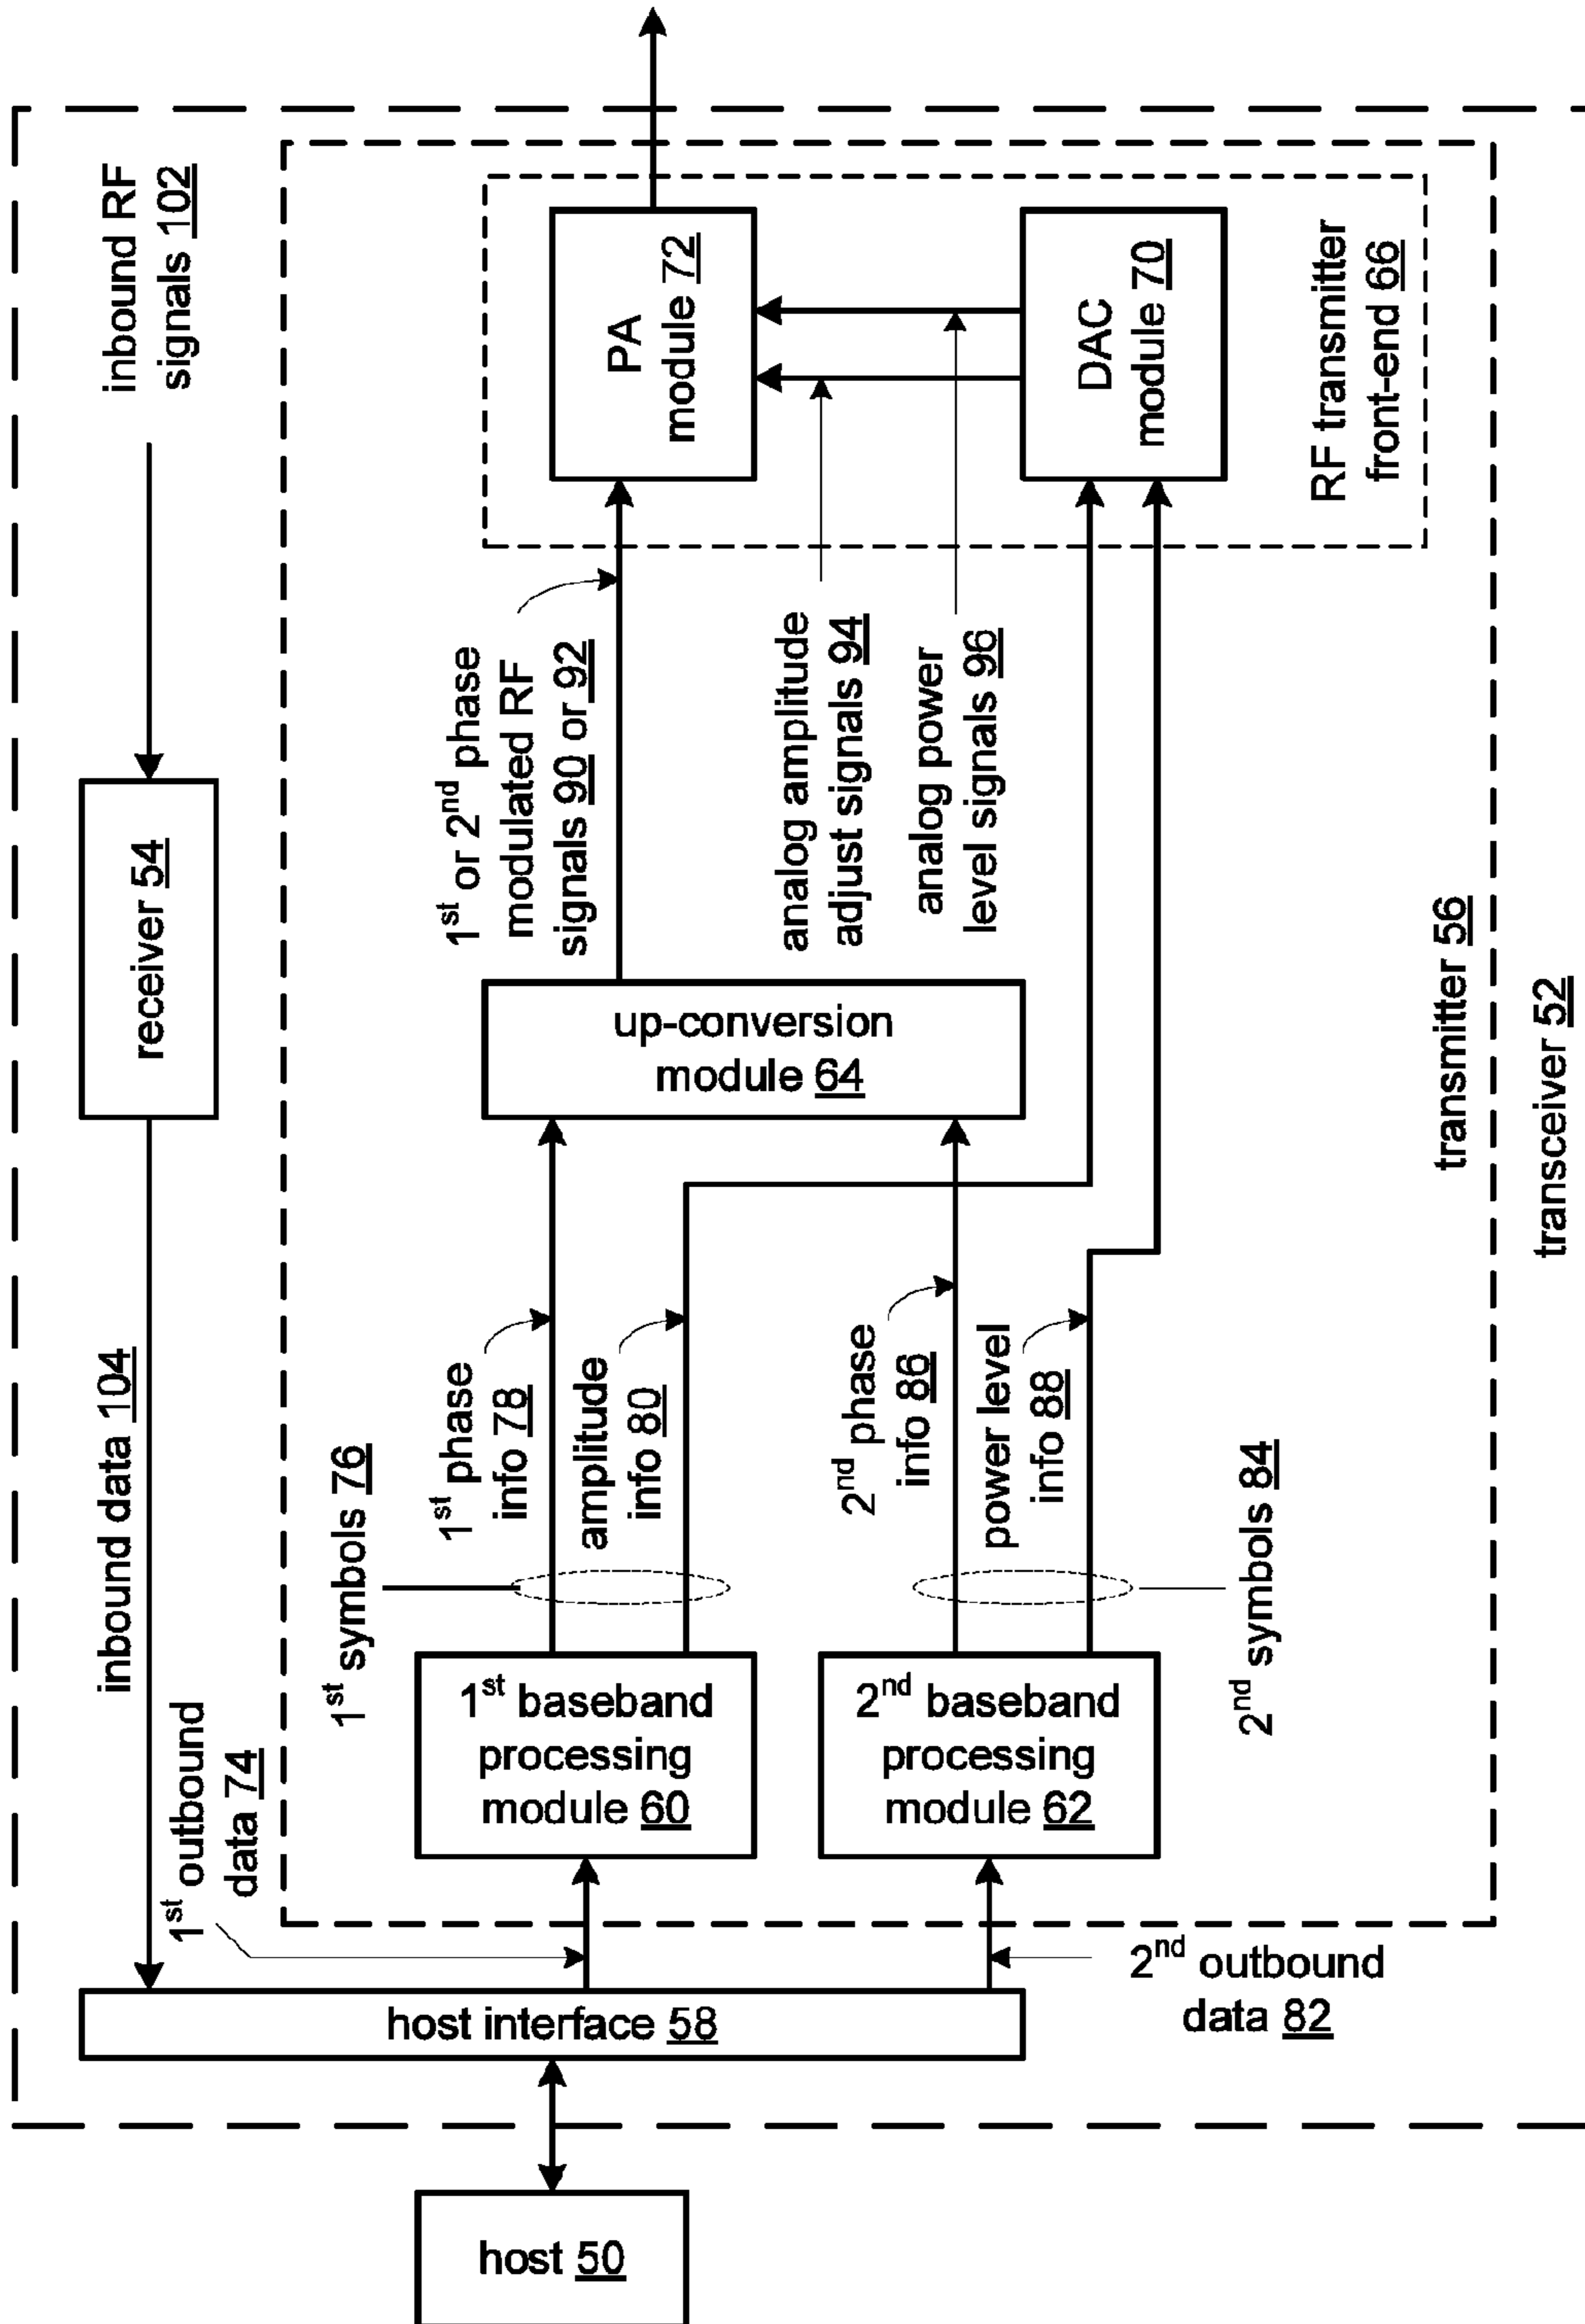 inbound RF
signals 102
receiver 54
inbound data 104
1st outbound
data 74
1st symbols 76
1st phase
info 78
amplitude
info 80
1st or 2nd phase
modulated RF
signals 90 or 92
PA
module 72
up-conversion
module 64
analog amplitude
adjust signals 94
analog power
level signals 96
DAC
module 70
RF transmitter
front-end 66
1st baseband
processing
module 60
2nd baseband
processing
module 62
2nd phase
info 86
power level
info 88
2nd symbols 84
host interface 58
2nd outbound
data 82
host 50
transmitter 56
transceiver 52